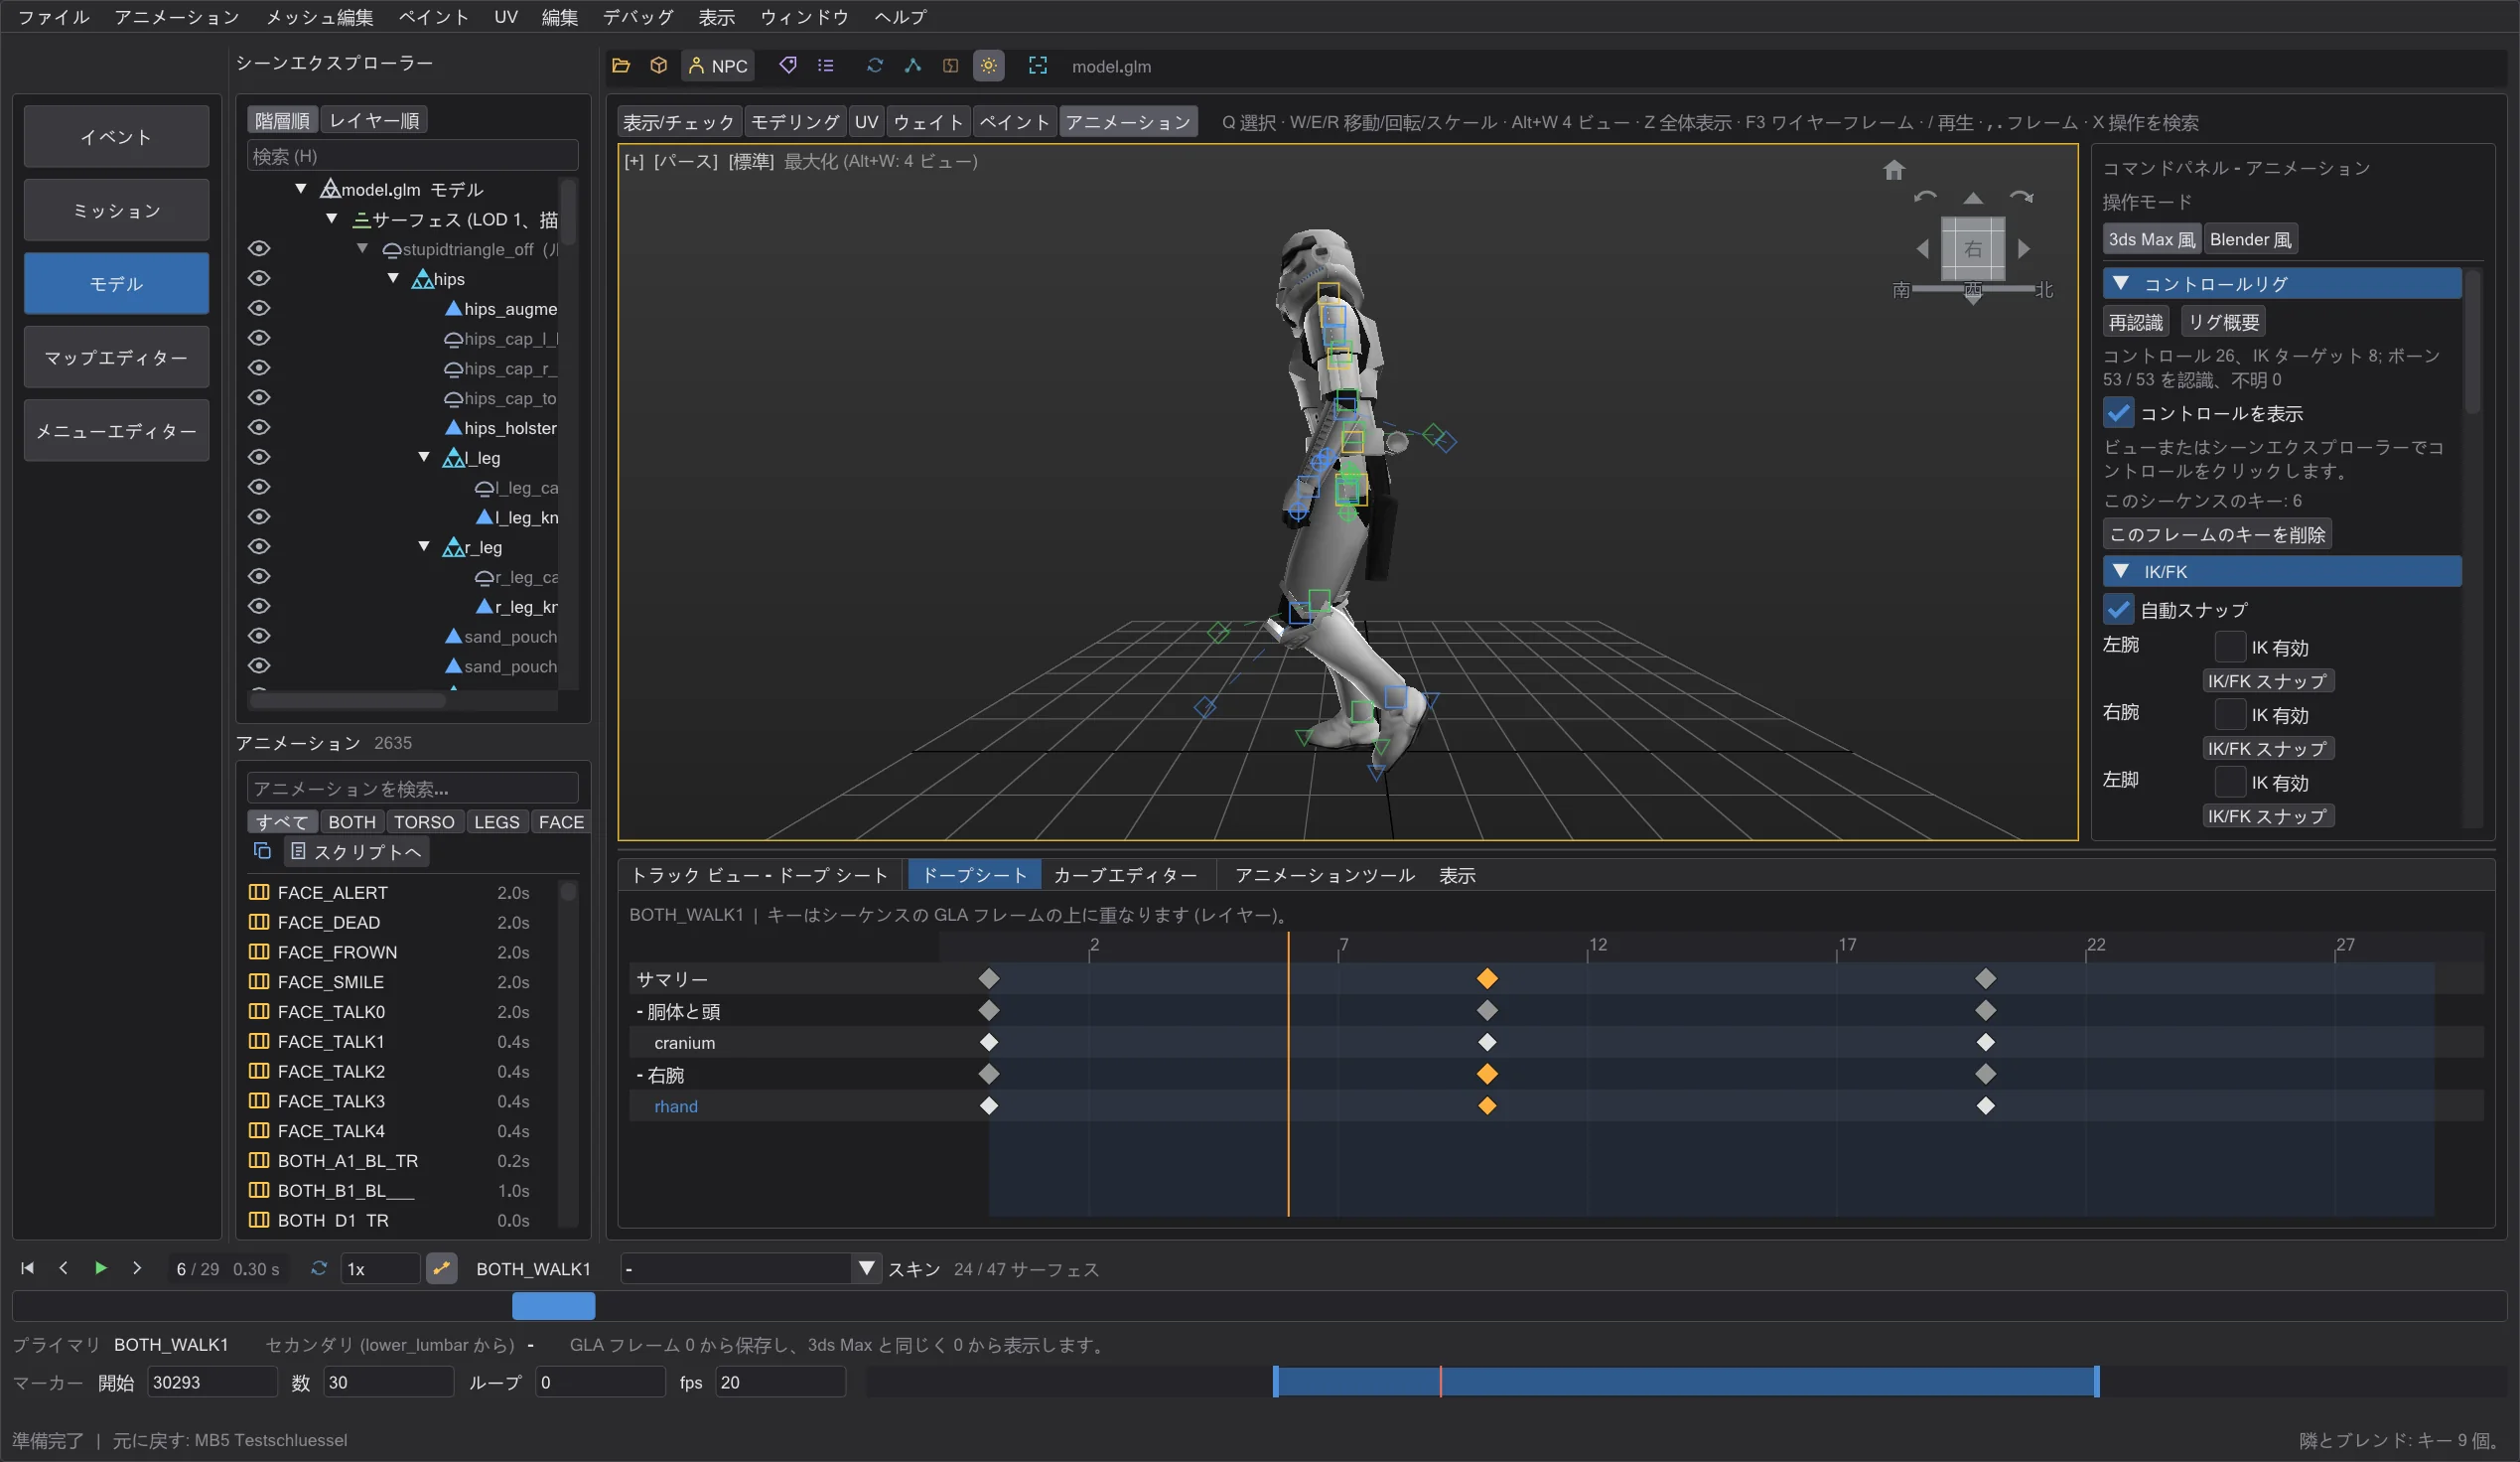 ファイル アニメーション メッシュ編集 ペイント UV 編集 デバッグ 表示 ウィンドウ ヘルプ
シーンエクスプローラー
NPC model.glm
イベント
ミッション
モデル
マップエディター
メニューエディター
階層順 レイヤー順
検索 (H)
model.glm モデル
サーフェス (LOD 1、描
stupidtriangle_off
hips
hips_augme
hips_cap_l_
hips_cap_r_
hips_cap_to
hips_holster
l_leg
l_leg_ca
l_leg_kn
r_leg
r_leg_ca
r_leg_kn
sand_pouch
sand_pouch
アニメーション 2635
アニメーションを検索...
すべて BOTH TORSO LEGS FACE
スクリプトへ
FACE_ALERT 2.0s
FACE_DEAD 2.0s
FACE_FROWN 2.0s
FACE_SMILE 2.0s
FACE_TALK0 2.0s
FACE_TALK1 0.4s
FACE_TALK2 0.4s
FACE_TALK3 0.4s
FACE_TALK4 0.4s
BOTH_A1_BL_TR 0.2s
BOTH_B1_BL___ 1.0s
BOTH_D1_TR 0.0s
表示/チェック モデリング UV ウェイト ペイント アニメーション Q 選択 · W/E/R 移動/回転/スケール · Alt+W 4 ビュー · Z 全体表示 · F3 ワイヤーフレーム · / 再生 · , . フレーム · X 操作を検索
[+] [パース] [標準] 最大化 (Alt+W: 4 ビュー)
右
南 西 北
コマンドパネル - アニメーション
操作モード
3ds Max 風 Blender 風
コントロールリグ
再認識 リグ概要
コントロール 26、IK ターゲット 8; ボーン
53 / 53 を認識、不明 0
コントロールを表示
ビューまたはシーンエクスプローラーでコ
ントロールをクリックします。
このシーケンスのキー: 6
このフレームのキーを削除
IK/FK
自動スナップ
左腕 IK 有効
IK/FK スナップ
右腕 IK 有効
IK/FK スナップ
左脚 IK 有効
IK/FK スナップ
トラック ビュー - ドープ シート ドープシート カーブエディター アニメーションツール 表示
BOTH_WALK1 | キーはシーケンスの GLA フレームの上に重なります (レイヤー)。
2 7 12 17 22 27
サマリー
- 胴体と頭
cranium
- 右腕
rhand
6 / 29 0.30 s 1x BOTH_WALK1 - スキン 24 / 47 サーフェス
プライマリ BOTH_WALK1 セカンダリ (lower_lumbar から) - GLA フレーム 0 から保存し、3ds Max と同じく 0 から表示します。
マーカー 開始 30293 数 30 ループ 0 fps 20
準備完了 | 元に戻す: MB5 Testschluessel
隣とブレンド: キー 9 個。